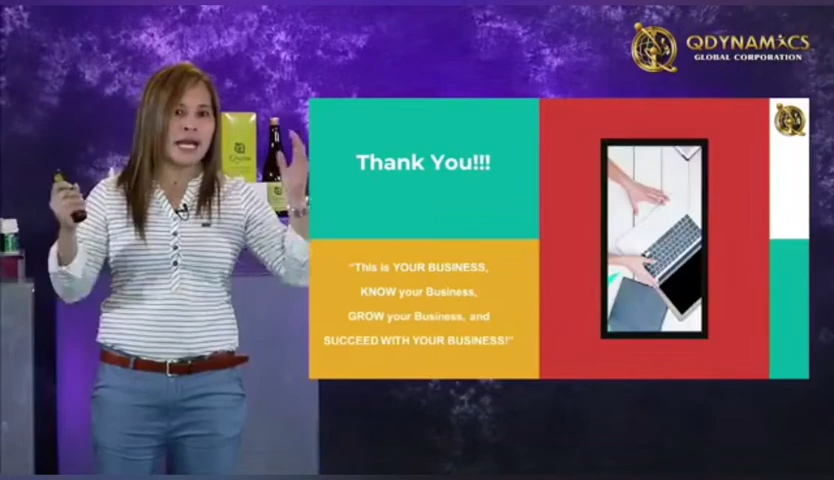 QDYNAMICS
GLOBAL CORPORATION
Thank You!!!
“This is YOUR BUSINESS,
KNOW your Business,
GROW your Business, and
SUCCEED WITH YOUR BUSINESS!”